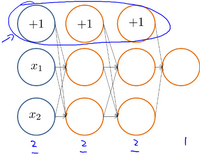 +1 +1 +1
x₁
x₂
2 2 2 1